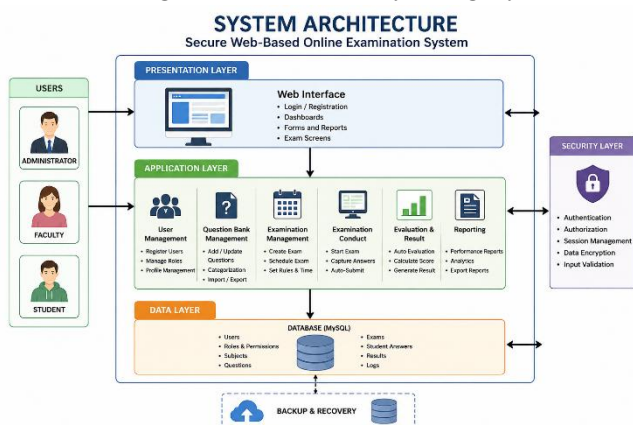 SYSTEM ARCHITECTURE
Secure Web-Based Online Examination System
USERS
ADMINISTRATOR
FACULTY
STUDENT
PRESENTATION LAYER
Web Interface
• Login / Registration
• Dashboards
• Forms and Reports
• Exam Screens
APPLICATION LAYER
User
Management
• Register Users
• Manage Roles
• Profile Management
Question Bank
Management
• Add / Update
Questions
• Categorization
• Import / Export
Examination
Management
• Create Exam
• Schedule Exam
• Set Rules & Time
Examination
Conduct
• Start Exam
• Capture Answers
• Auto-Submit
Evaluation &
Result
• Auto Evaluation
• Calculate Score
• Generate Result
Reporting
• Performance Reports
• Analytics
• Export Reports
DATA LAYER
DATABASE (MySQL)
• Users
• Roles & Permissions
• Subjects
• Questions
• Exams
• Student Answers
• Results
• Logs
SECURITY LAYER
• Authentication
• Authorization
• Session Management
• Data Encryption
• Input Validation
BACKUP & RECOVERY